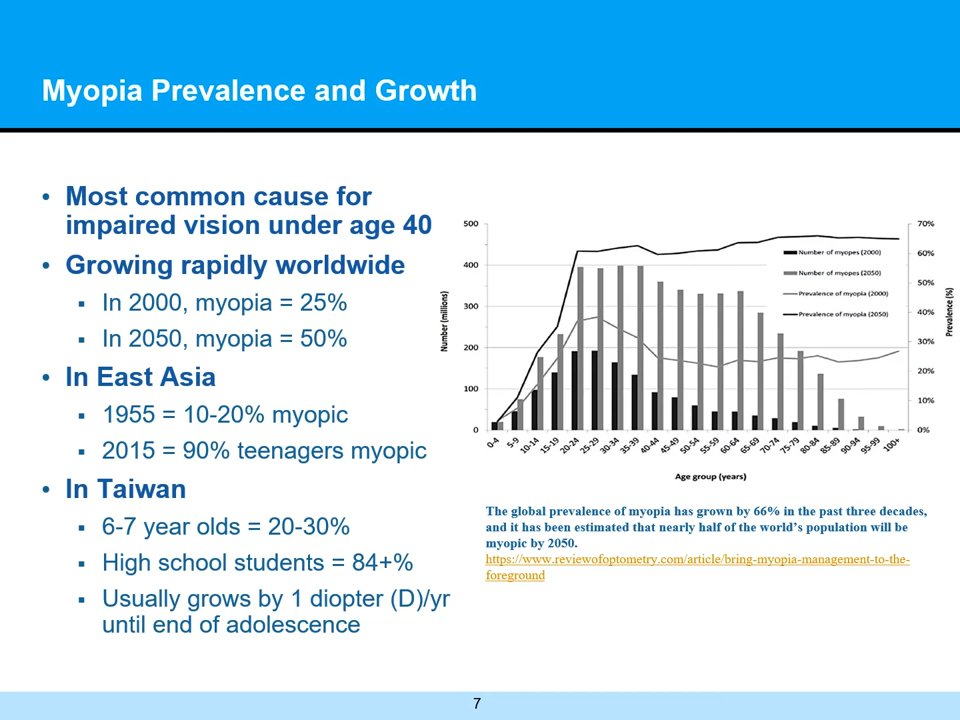 Myopia Prevalence and Growth
• Most common cause for
impaired vision under age 40
• Growing rapidly worldwide
▪ In 2000, myopia = 25%
▪ In 2050, myopia = 50%
• In East Asia
▪ 1955 = 10-20% myopic
▪ 2015 = 90% teenagers myopic
• In Taiwan
▪ 6-7 year olds = 20-30%
▪ High school students = 84+%
▪ Usually grows by 1 diopter (D)/yr
until end of adolescence
Number (millions)
500
400
300
200
100
0
70%
60%
50%
40%
30%
20%
10%
0%
Prevalence (%)
Number of myopes (2000)
Number of myopes (2050)
Prevalence of myopia (2000)
Prevalence of myopia (2050)
0-4 5-9 10-14 15-19 20-24 25-29 30-34 35-39 40-44 45-49 50-54 55-59 60-64 65-69 70-74 75-79 80-84 85-89 90-94 95-99 100+
Age group (years)
The global prevalence of myopia has grown by 66% in the past three decades,
and it has been estimated that nearly half of the world’s population will be
myopic by 2050.
https://www.reviewofoptometry.com/article/bring-myopia-management-to-the-
foreground
7